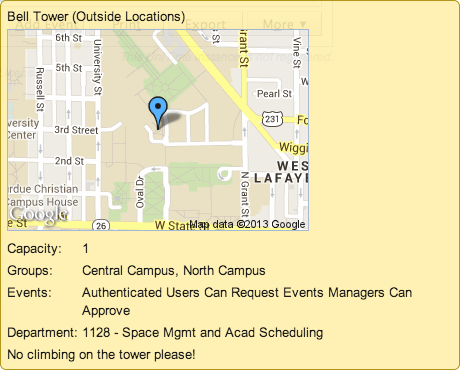 Bell Tower (Outside Locations)
6th St
5th St
University St
Russell St
Grant St
Vine St
Pearl St
231
Fo
Wiggi
versity
Center
3rd Street
2nd St
WES
LAFAYE
rdue Christian
Campus House
Oval Dr
N Grant St
Google
e St
26
W State St
Map data ©2013 Google
Capacity: 1
Groups: Central Campus, North Campus
Events: Authenticated Users Can Request Events Managers Can
Approve
Department: 1128 - Space Mgmt and Acad Scheduling
No climbing on the tower please!